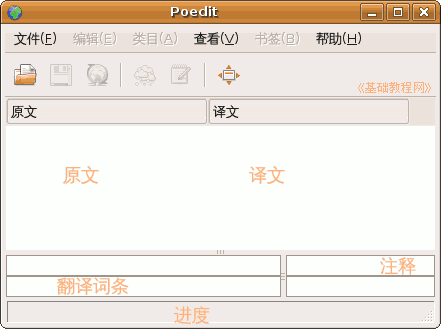 Poedit
文件(F) 编辑(E) 类目(A) 查看(V) 书签(B) 帮助(H)
《基础教程网》
原文 译文
原文 译文
注释
翻译词条
进度